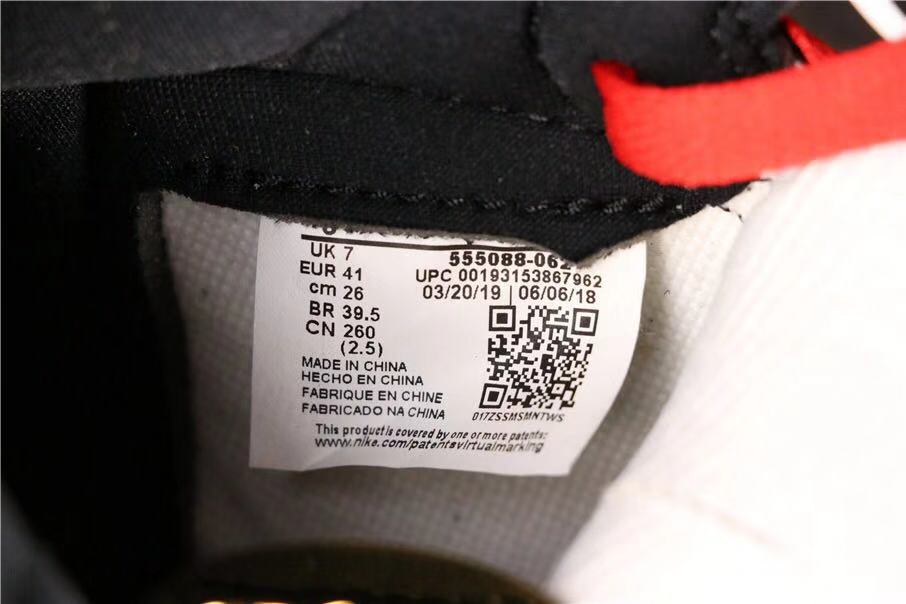 UK 7
EUR 41
cm 26
BR 39.5
CN 260
(2.5)
555088-062
UPC 00193153867962
03/20/19 | 06/06/18
MADE IN CHINA
HECHO EN CHINA
FABRIQUE EN CHINE
FABRICADO NA CHINA
017ZSSMSMNTWS
This product is covered by one or more patents:
www.nike.com/patentsvirtualmarking